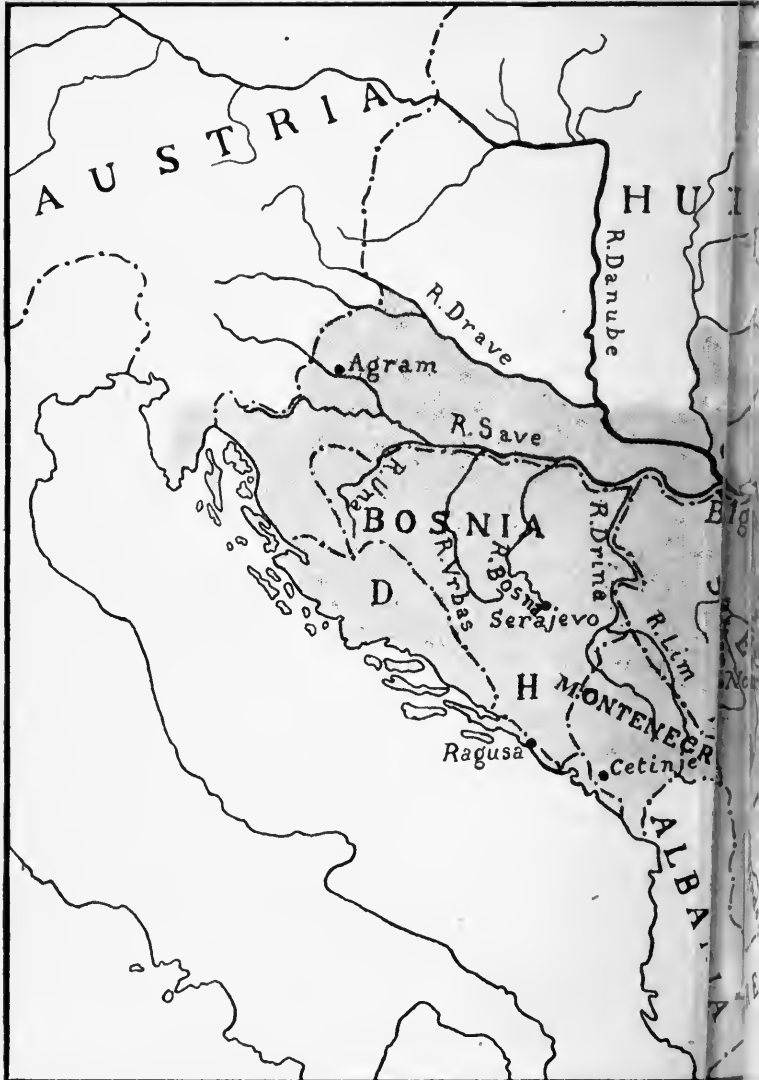 AUSTRIA
HU
R. Danube
R. Drave
Agram
R. Save
R. Una
BOSNIA
R. Vrbas
R. Bosna
R. Drina
Serajevo
D
R. Lim
H
MONTENEGR
Ragusa
Cetinje
ALBA